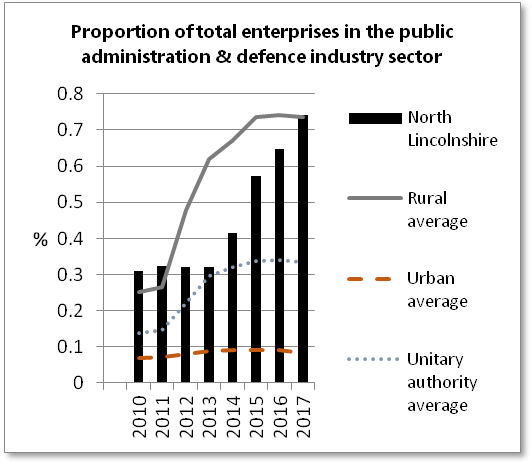 Proportion of total enterprises in the public
administration & defence industry sector
0.8
0.7
0.6
0.5
0.4
0.3
0.2
0.1
0
%
2010
2011
2012
2013
2014
2015
2016
2017
North
Lincolnshire
Rural
average
Urban
average
Unitary
authority
average